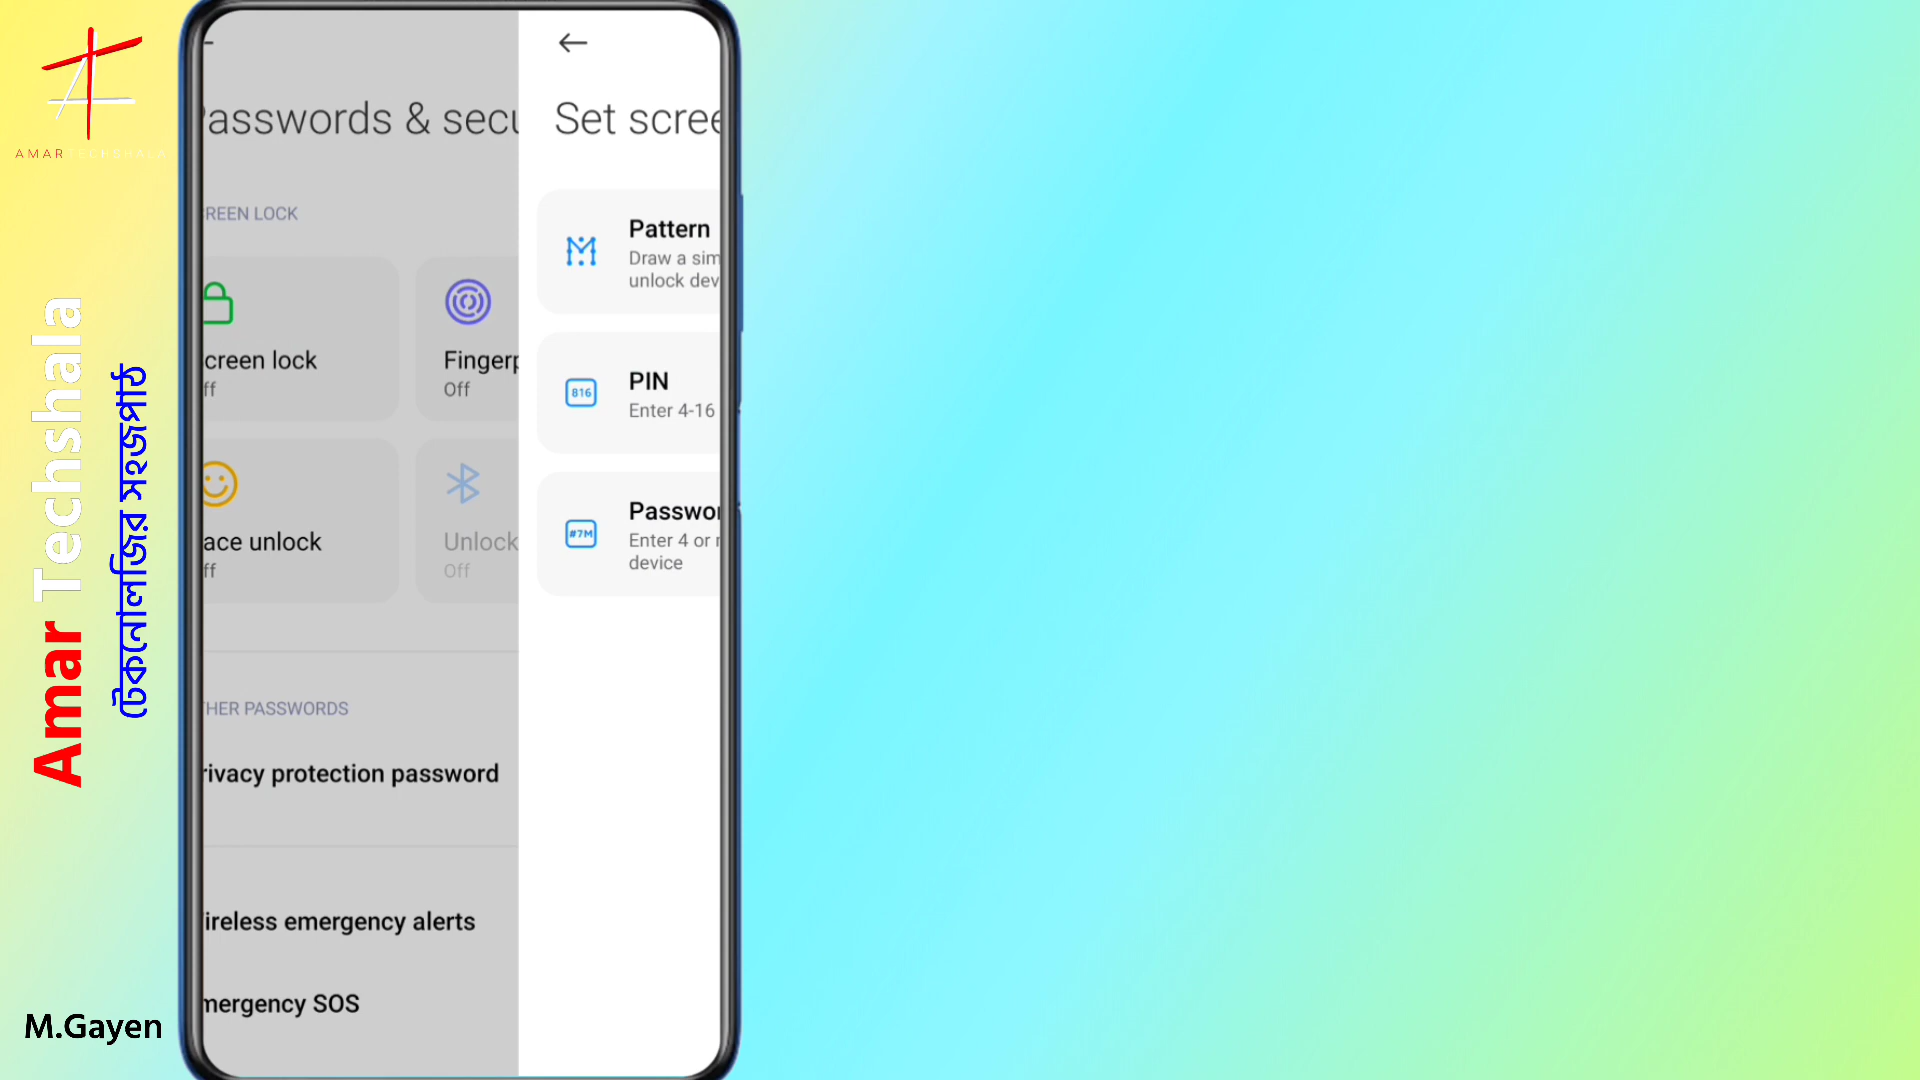 AMAR TECHSHALA
Amar Techshala
টেকনোলজির সহজপাঠ
M.Gayen
asswords & secu
REEN LOCK
creen lock
ff
Fingerp
Off
ace unlock
ff
Unlock
Off
HER PASSWORDS
rivacy protection password
ireless emergency alerts
mergency SOS
Set scree
Pattern
Draw a sim
unlock dev
816
PIN
Enter 4-16
#7M
Passwor
Enter 4 or
device